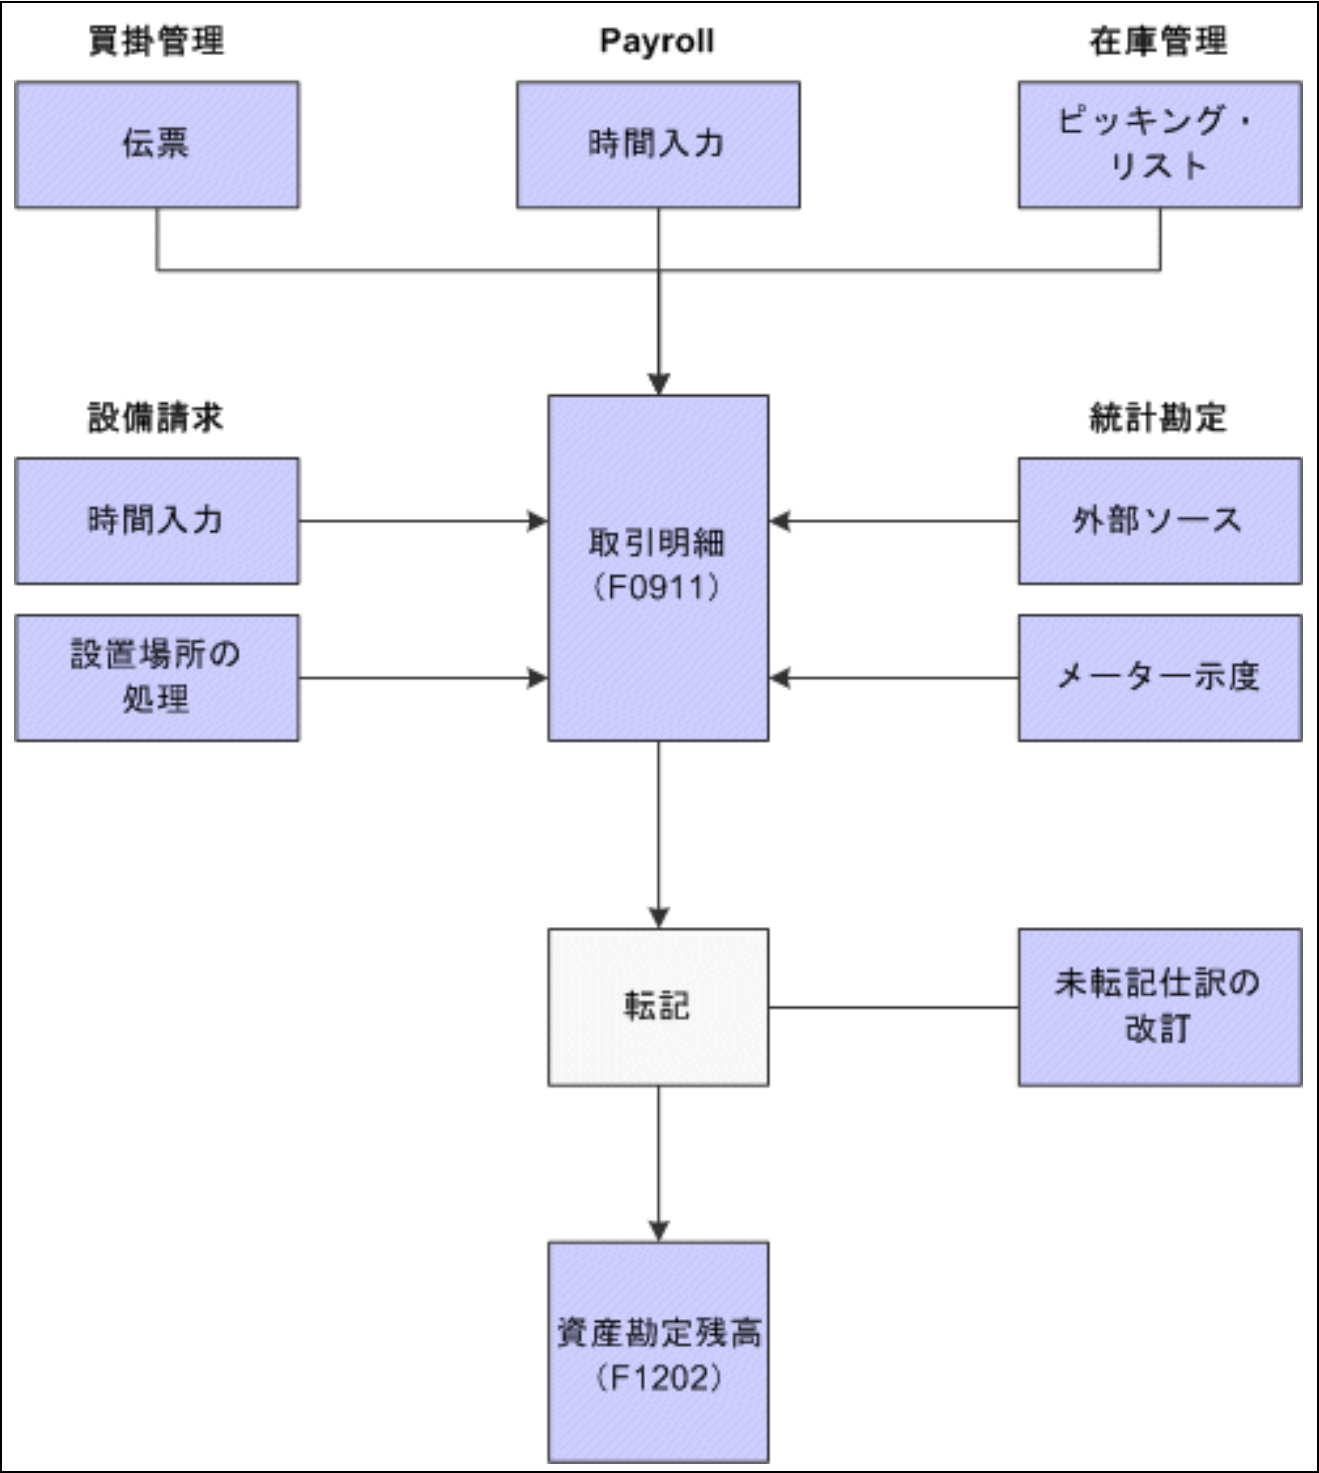 買掛管理
Payroll
在庫管理
伝票
時間入力
ピッキング・
リスト
設備請求
統計勘定
時間入力
取引明細
（F0911）
外部ソース
設置場所の
処理
メーター示度
転記
未転記仕訳の
改訂
資産勘定残高
（F1202）